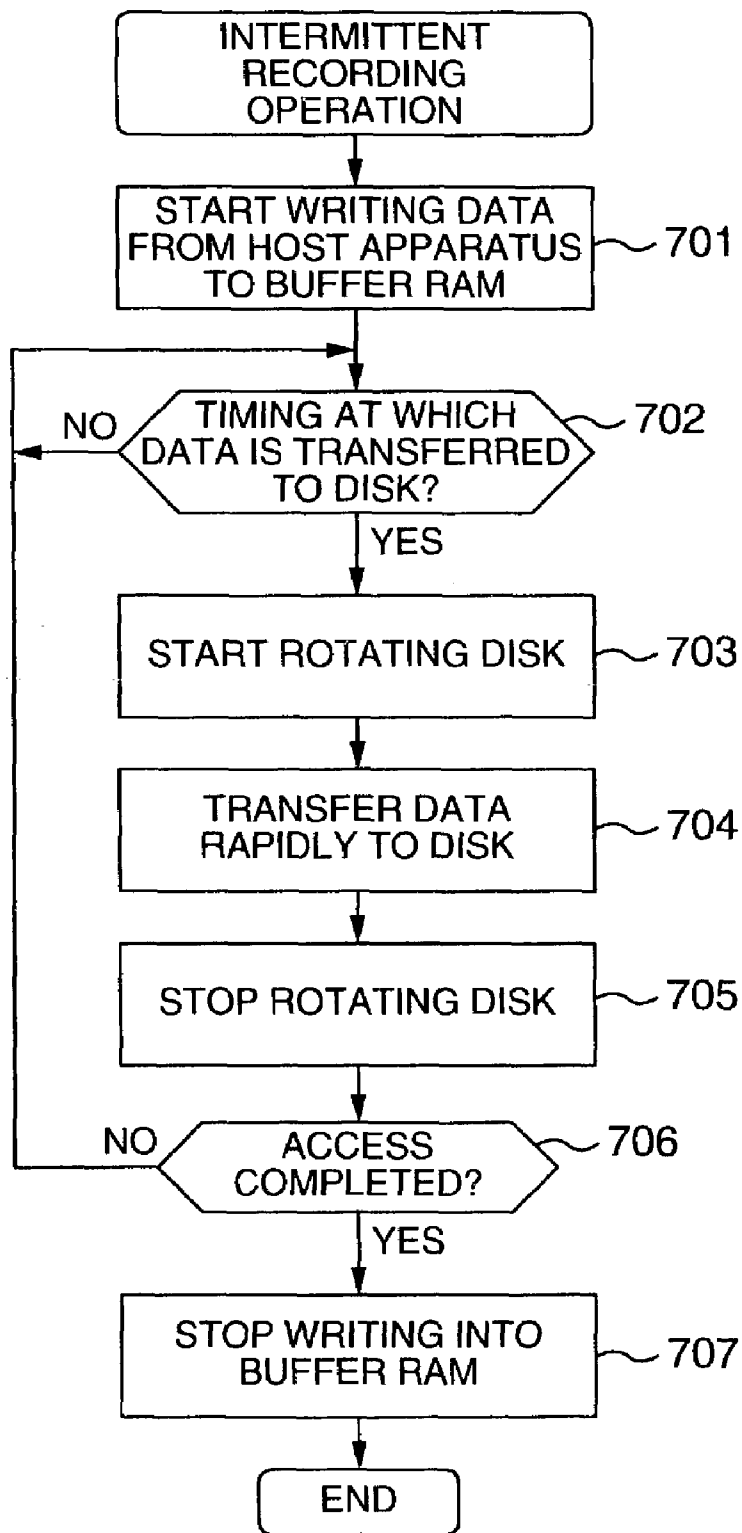 INTERMITTENT
RECORDING
OPERATION
START WRITING DATA
FROM HOST APPARATUS
TO BUFFER RAM
701
TIMING AT WHICH
DATA IS TRANSFERRED
TO DISK?
702
NO
YES
START ROTATING DISK
703
TRANSFER DATA
RAPIDLY TO DISK
704
STOP ROTATING DISK
705
ACCESS
COMPLETED?
706
NO
YES
STOP WRITING INTO
BUFFER RAM
707
END